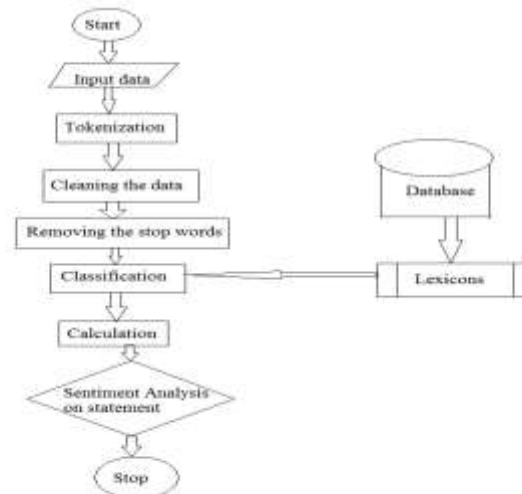 Start
Input data
Tokenization
Cleaning the data
Removing the stop words
Classification
Calculation
Sentiment Analysis
on statement
Stop
Database
Lexicons